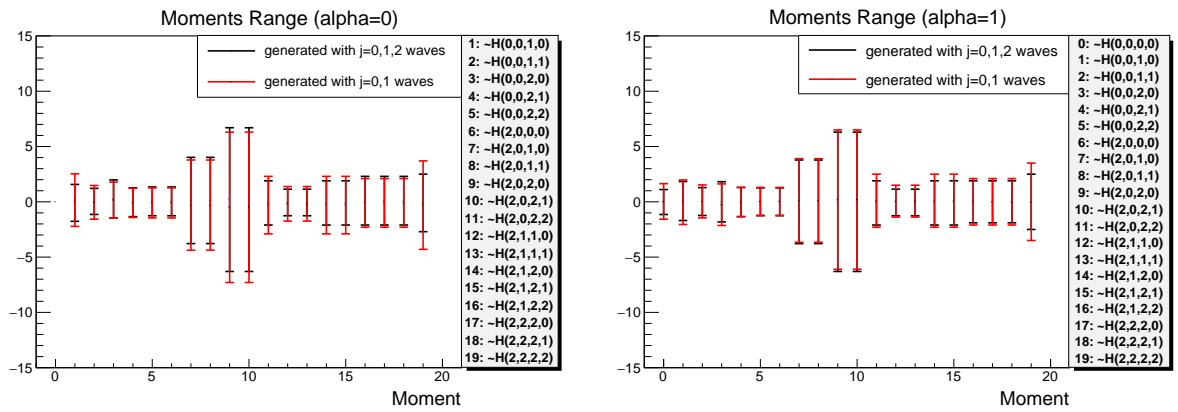 Moments Range (alpha=0)
generated with j=0,1,2 waves
generated with j=0,1 waves
1: ~H(0,0,1,0)
2: ~H(0,0,1,1)
3: ~H(0,0,2,0)
4: ~H(0,0,2,1)
5: ~H(0,0,2,2)
6: ~H(2,0,0,0)
7: ~H(2,0,1,0)
8: ~H(2,0,1,1)
9: ~H(2,0,2,0)
10: ~H(2,0,2,1)
11: ~H(2,0,2,2)
12: ~H(2,1,1,0)
13: ~H(2,1,1,1)
14: ~H(2,1,2,0)
15: ~H(2,1,2,1)
16: ~H(2,1,2,2)
17: ~H(2,2,2,0)
18: ~H(2,2,2,1)
19: ~H(2,2,2,2)
15
10
5
0
−5
−10
−15
0 5 10 15 20
Moment
Moments Range (alpha=1)
generated with j=0,1,2 waves
generated with j=0,1 waves
0: ~H(0,0,0,0)
1: ~H(0,0,1,0)
2: ~H(0,0,1,1)
3: ~H(0,0,2,0)
4: ~H(0,0,2,1)
5: ~H(0,0,2,2)
6: ~H(2,0,0,0)
7: ~H(2,0,1,0)
8: ~H(2,0,1,1)
9: ~H(2,0,2,0)
10: ~H(2,0,2,1)
11: ~H(2,0,2,2)
12: ~H(2,1,1,0)
13: ~H(2,1,1,1)
14: ~H(2,1,2,0)
15: ~H(2,1,2,1)
16: ~H(2,1,2,2)
17: ~H(2,2,2,0)
18: ~H(2,2,2,1)
19: ~H(2,2,2,2)
15
10
5
0
−5
−10
−15
0 5 10 15 20
Moment